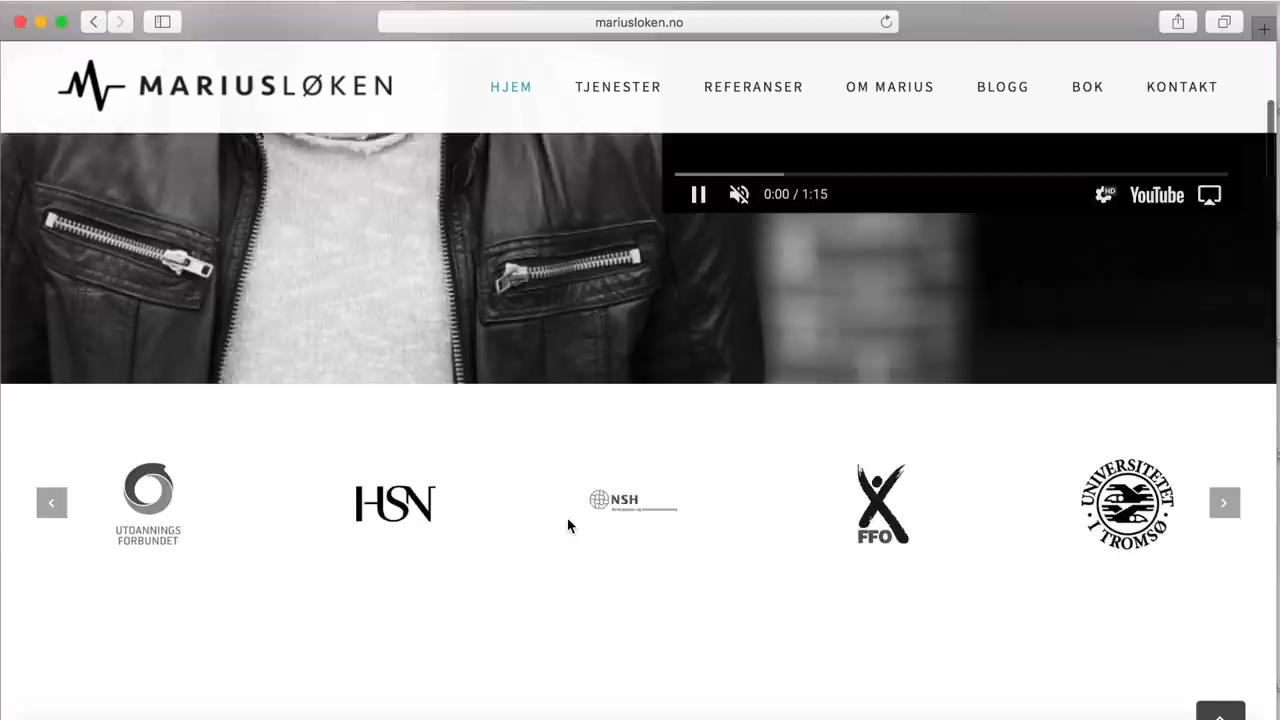 mariusloken.no
MARIUSLØKEN
HJEM TJENESTER REFERANSER OM MARIUS BLOGG BOK KONTAKT
0:00 / 1:15
HD
YouTube
UTDANNINGS
FORBUNDET
HSN
NSH
FFO
UNIVERSITETET
I TROMSØ